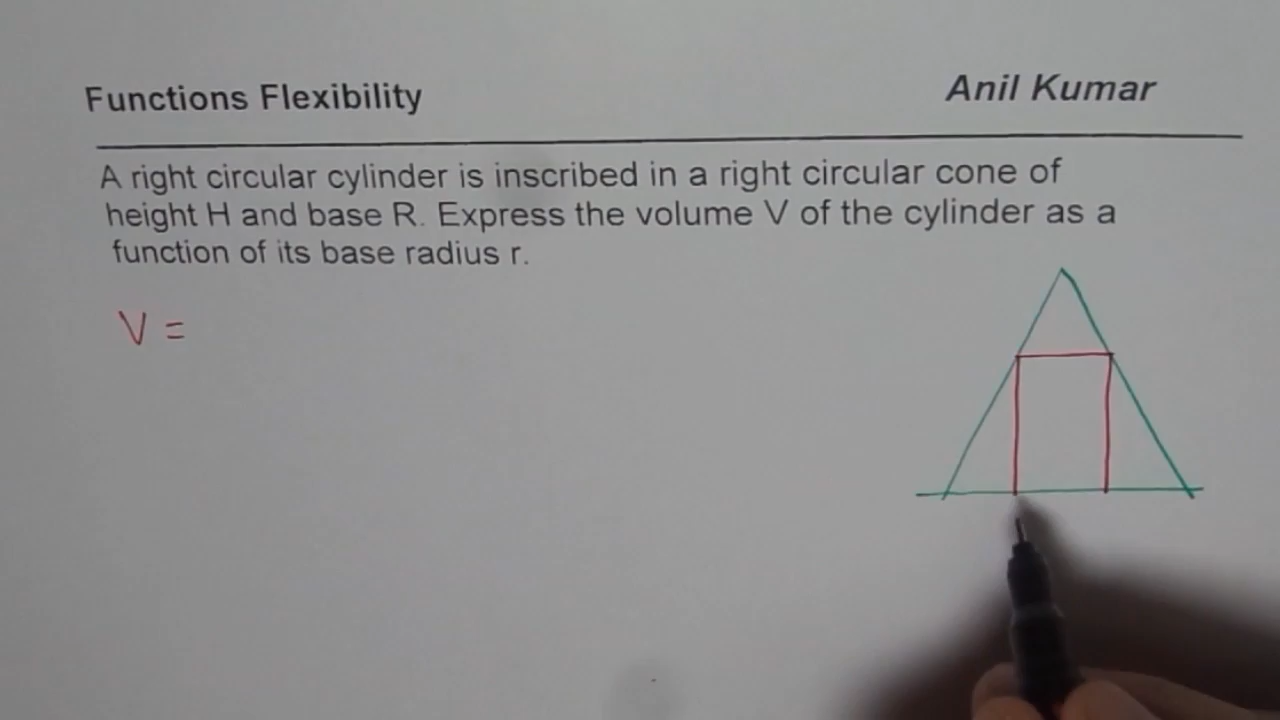 Functions Flexibility
Anil Kumar
A right circular cylinder is inscribed in a right circular cone of
height H and base R. Express the volume V of the cylinder as a
function of its base radius r.
V =